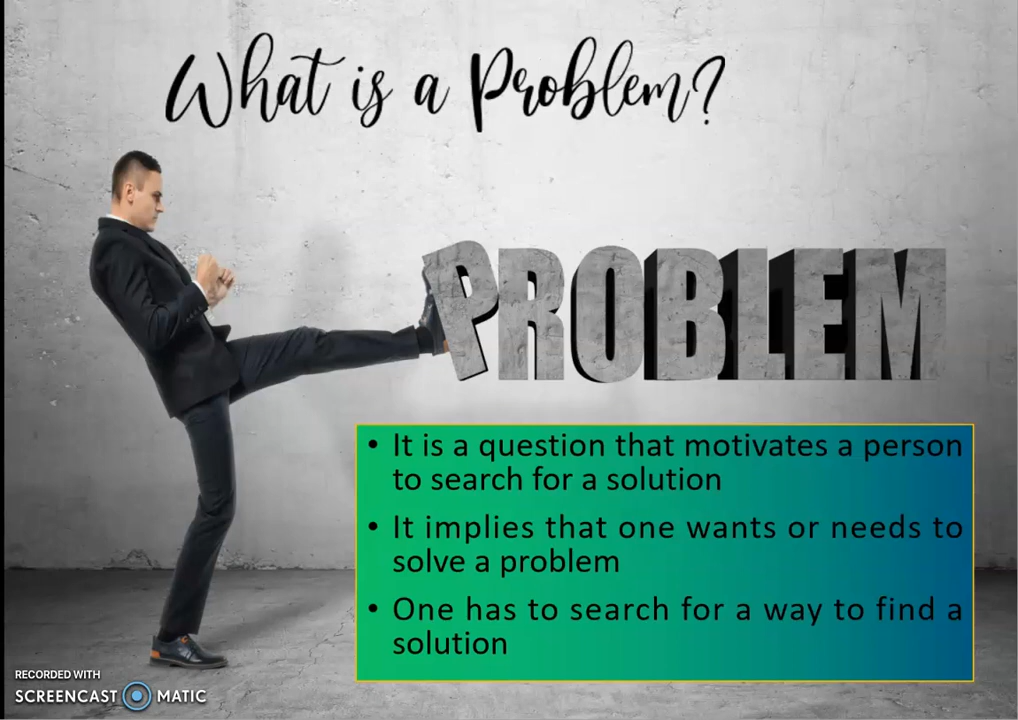 What is a Problem?
PROBLEM
• It is a question that motivates a person
to search for a solution
• It implies that one wants or needs to
solve a problem
• One has to search for a way to find a
solution
RECORDED WITH
SCREENCAST MATIC